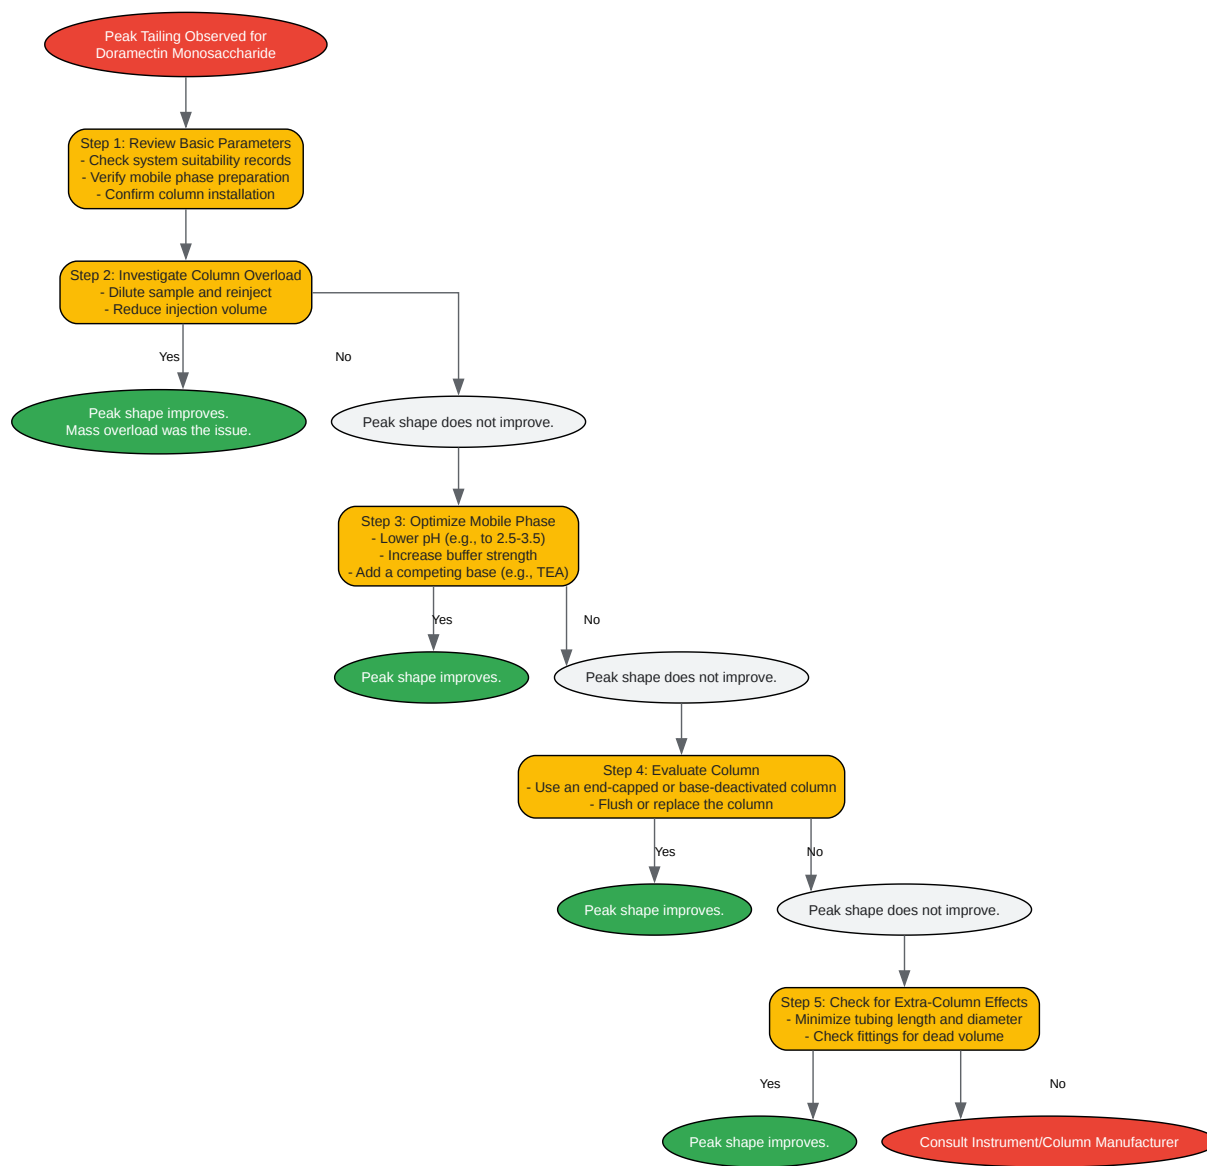 Peak Tailing Observed for
Doramectin Monosaccharide
Step 1: Review Basic Parameters
- Check system suitability records
- Verify mobile phase preparation
- Confirm column installation
Step 2: Investigate Column Overload
- Dilute sample and reinject
- Reduce injection volume
Yes
No
Peak shape improves.
Mass overload was the issue.
Peak shape does not improve.
Step 3: Optimize Mobile Phase
- Lower pH (e.g., to 2.5-3.5)
- Increase buffer strength
- Add a competing base (e.g., TEA)
Yes
No
Peak shape improves.
Peak shape does not improve.
Step 4: Evaluate Column
- Use an end-capped or base-deactivated column
- Flush or replace the column
Yes
No
Peak shape improves.
Peak shape does not improve.
Step 5: Check for Extra-Column Effects
- Minimize tubing length and diameter
- Check fittings for dead volume
Yes
No
Peak shape improves.
Consult Instrument/Column Manufacturer